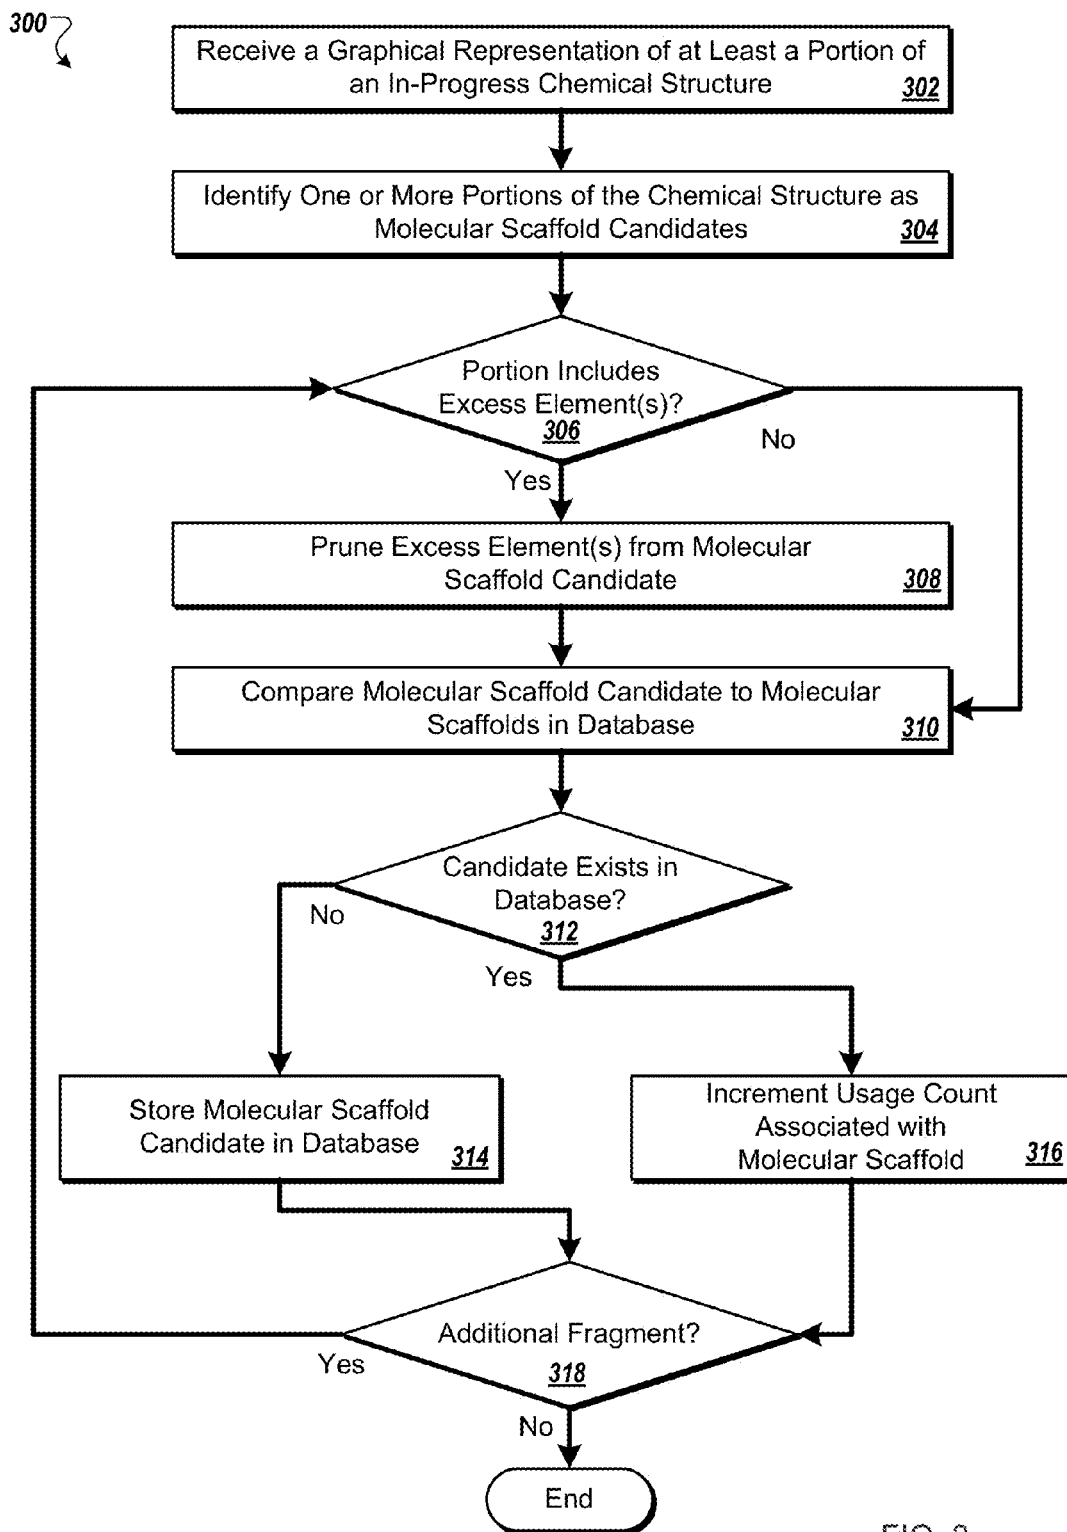 300
Receive a Graphical Representation of at Least a Portion of
an In-Progress Chemical Structure
302
Identify One or More Portions of the Chemical Structure as
Molecular Scaffold Candidates
304
Portion Includes
Excess Element(s)?
306
No
Yes
Prune Excess Element(s) from Molecular
Scaffold Candidate
308
Compare Molecular Scaffold Candidate to Molecular
Scaffolds in Database
310
Candidate Exists in
Database?
312
No
Yes
Store Molecular Scaffold
Candidate in Database
314
Increment Usage Count
Associated with
Molecular Scaffold
316
Additional Fragment?
318
Yes
No
End
FIG.